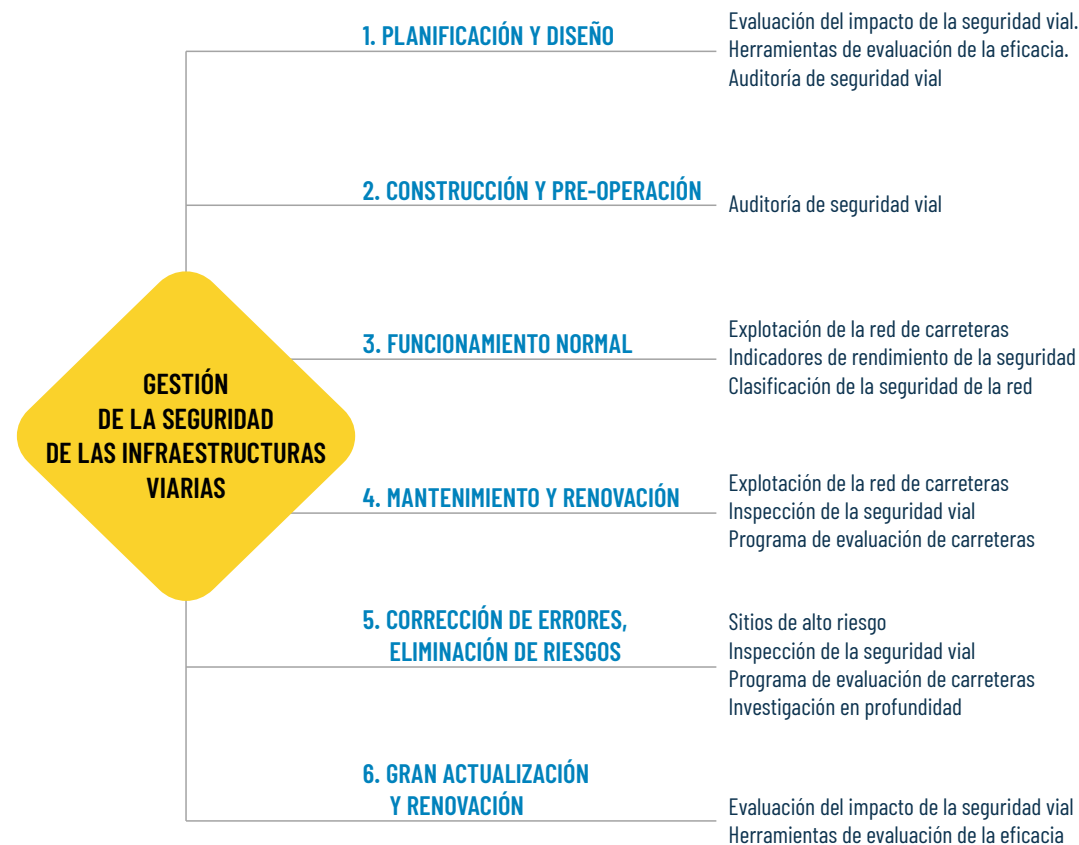 1. PLANIFICACIÓN Y DISEÑO
Evaluación del impacto de la seguridad vial.
Herramientas de evaluación de la eficacia.
Auditoría de seguridad vial
2. CONSTRUCCIÓN Y PRE-OPERACIÓN
Auditoría de seguridad vial
GESTIÓN
DE LA SEGURIDAD
DE LAS INFRAESTRUCTURAS
VIARIAS
3. FUNCIONAMIENTO NORMAL
Explotación de la red de carreteras
Indicadores de rendimiento de la seguridad
Clasificación de la seguridad de la red
4. MANTENIMIENTO Y RENOVACIÓN
Explotación de la red de carreteras
Inspección de la seguridad vial
Programa de evaluación de carreteras
5. CORRECCIÓN DE ERRORES,
ELIMINACIÓN DE RIESGOS
Sitios de alto riesgo
Inspección de la seguridad vial
Programa de evaluación de carreteras
Investigación en profundidad
6. GRAN ACTUALIZACIÓN
Y RENOVACIÓN
Evaluación del impacto de la seguridad vial
Herramientas de evaluación de la eficacia